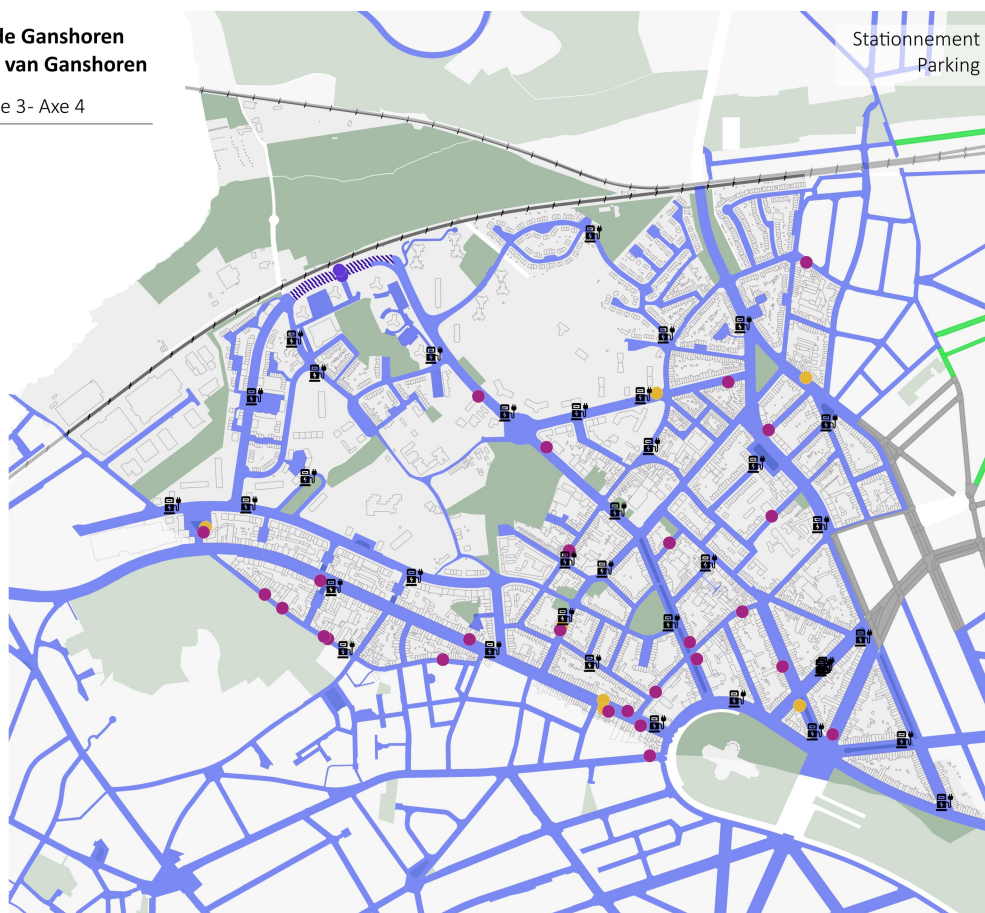 de Ganshoren
van Ganshoren
e 3- Axe 4
Stationnement
Parking